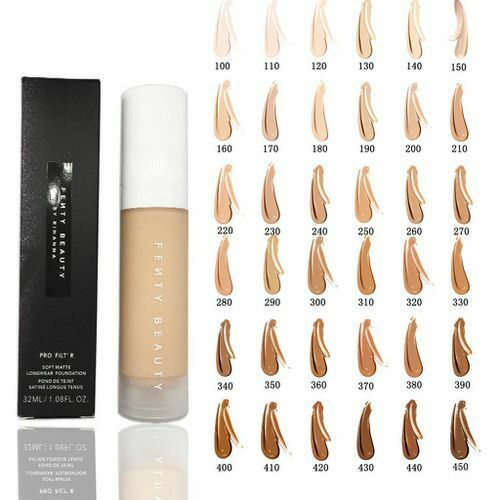 FENTY BEAUTY
BY RIHANNA
PRO FILT'R
SOFT MATTE
LONGWEAR FOUNDATION
FOND DE TEINT
SATINE LONGUE TENUE
32ML / 1.08FL.OZ.
FENTY BEAUTY
100 110 120 130 140 150
160 170 180 190 200 210
220 230 240 250 260 270
280 290 300 310 320 330
340 350 360 370 380 390
400 410 420 430 440 450